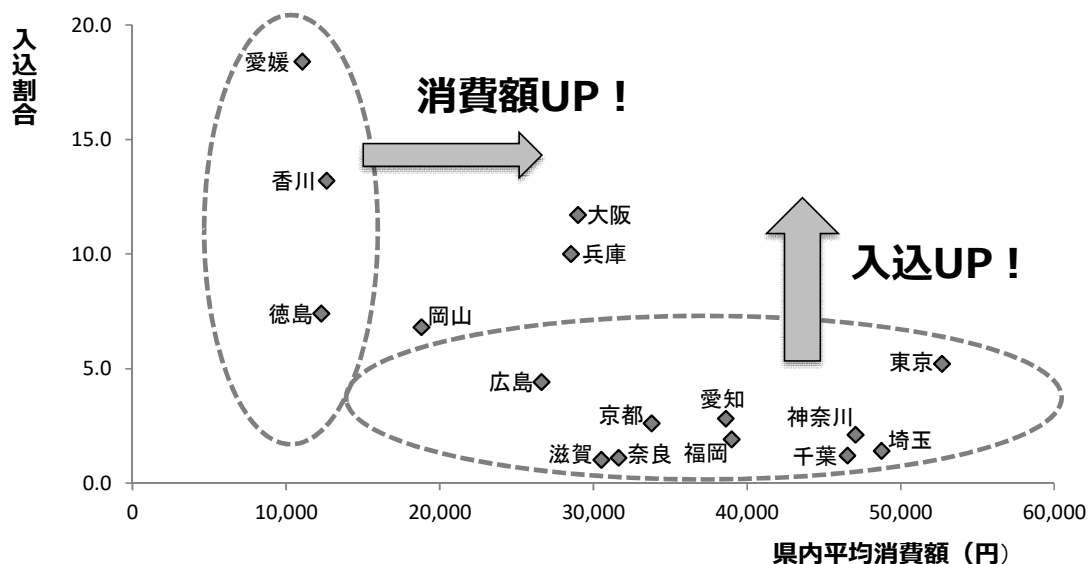 入込割合
20.0
15.0
10.0
5.0
0.0
愛媛
消費額UP！
香川
大阪
兵庫
入込UP！
徳島
岡山
東京
広島
京都
愛知
神奈川
滋賀
奈良
福岡
千葉
埼玉
0
10,000
20,000
30,000
40,000
50,000
60,000
県内平均消費額（円）